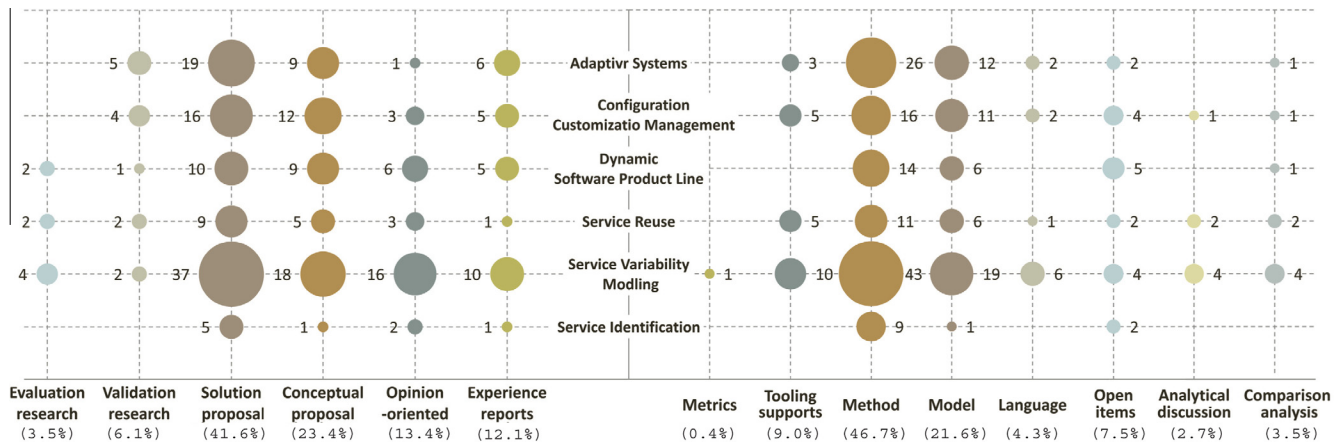 5 19 9 1 6 Adaptivr Systems 3 26 12 2 2 1
4 16 12 3 5 Configuration
Customizatio Management 5 16 11 2 4 1 1
2 1 10 9 6 5 Dynamic
Software Product Line 14 6 5 1
2 2 9 5 3 1 Service Reuse 5 11 6 1 2 2 2
4 2 37 18 16 10 Service Variability
Modling 1 10 43 19 6 4 4 4
5 1 2 1 Service Identification 9 1 2
Evaluation
research
(3.5%)
Validation
research
(6.1%)
Solution
proposal
(41.6%)
Conceptual
proposal
(23.4%)
Opinion
-oriented
(13.4%)
Experience
reports
(12.1%)
Metrics
(0.4%)
Tooling
supports
(9.0%)
Method
(46.7%)
Model
(21.6%)
Language
(4.3%)
Open
items
(7.5%)
Analytical
discussion
(2.7%)
Comparison
analysis
(3.5%)